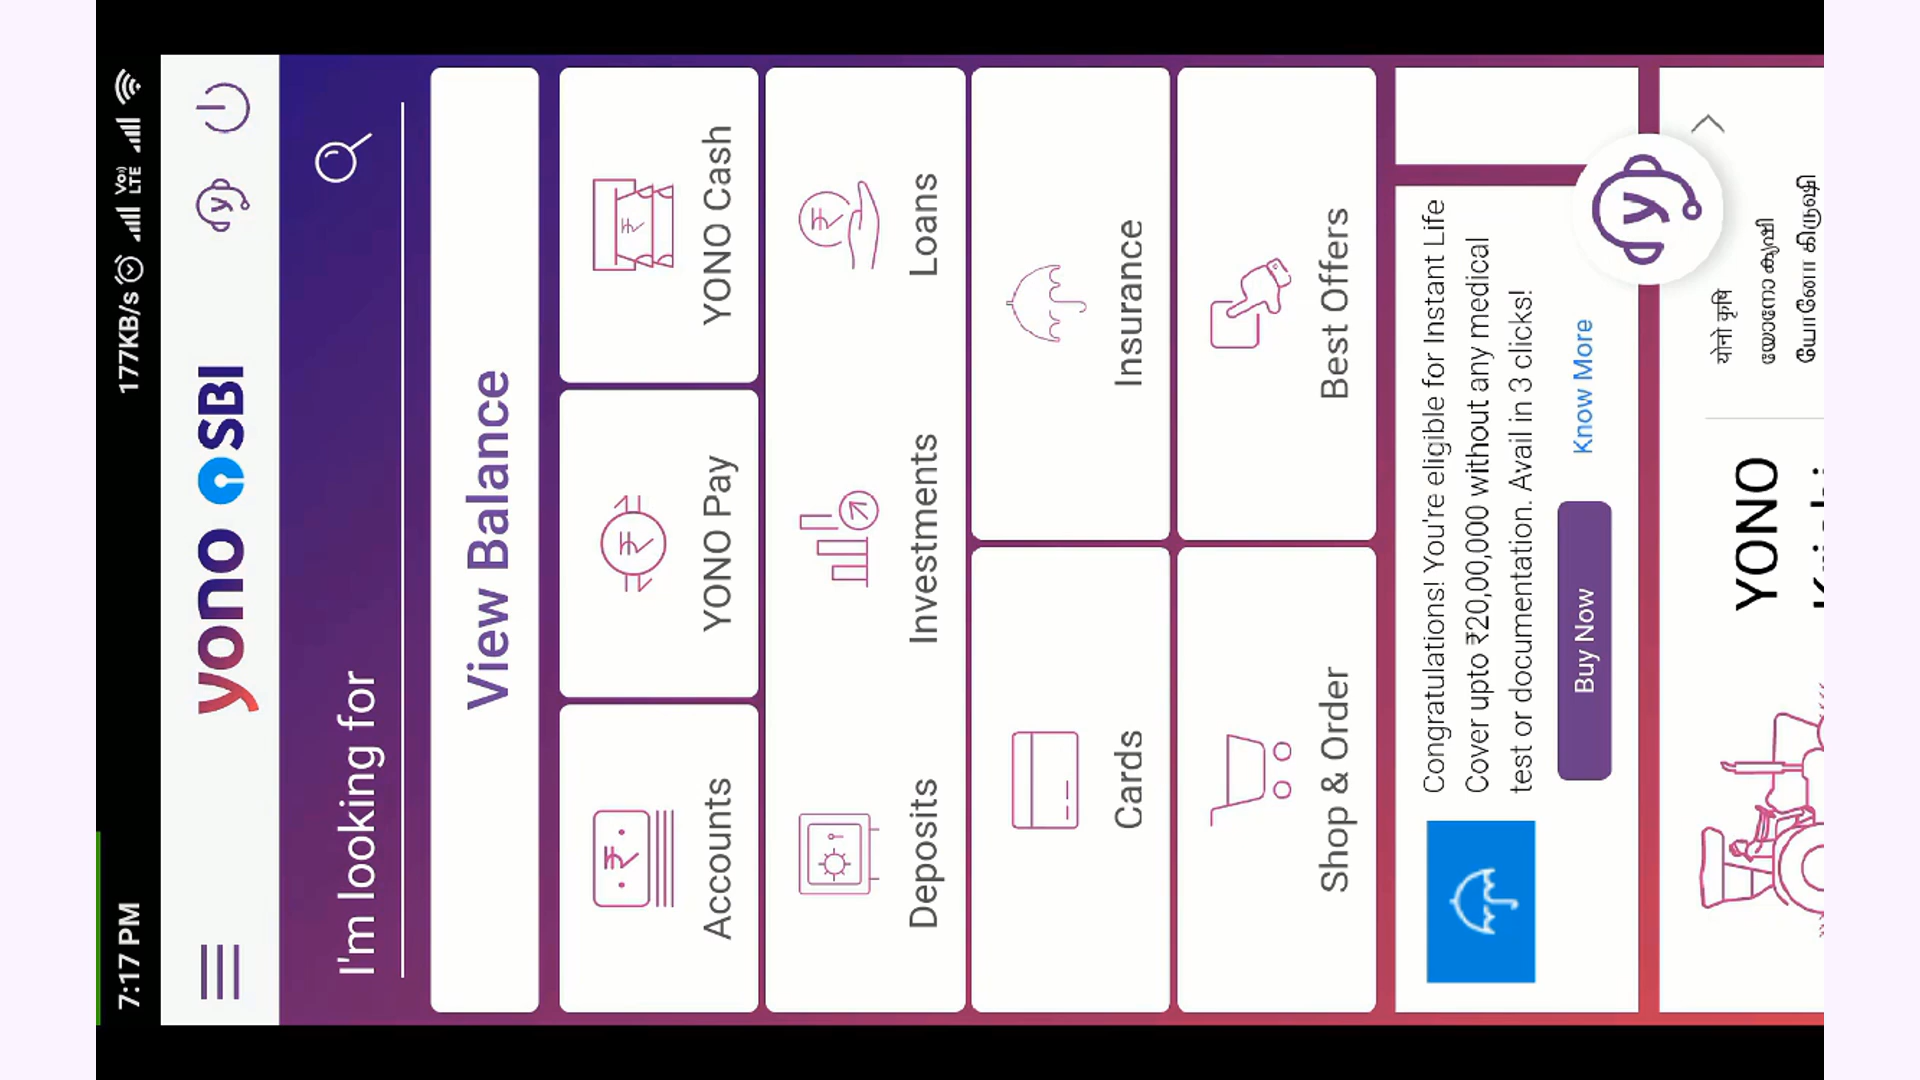 7:17 PM 177KB/s Vo) LTE
yono SBI
I'm looking for
View Balance
Accounts YONO Pay YONO Cash
Deposits Investments Loans
Cards Insurance
Shop & Order Best Offers
Congratulations! You're eligible for Instant Life
Cover upto ₹20,00,000 without any medical
test or documentation. Avail in 3 clicks!
Buy Now Know More
YONO
योनो कृषि
യോനോ കൃഷി
யோனோ கிருஷி